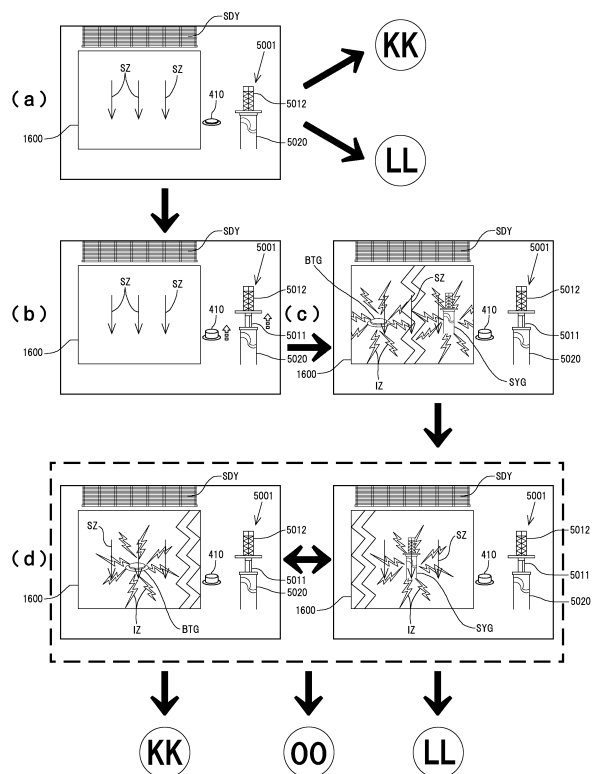 SDY
5001
KK
SZ
SZ
410
5012
(a)
1600
5020
LL
SDY
5001
SZ
SZ
410
5012
(b)
5011
1600
5020
SDY
5001
BTG
SZ
5012
(c)
410
5011
1600
5020
IZ
SYG
SDY
5001
SZ
5012
(d)
410
5011
1600
5020
IZ
BTG
SDY
5001
SZ
5012
410
5011
1600
5020
IZ
SYG
KK
OO
LL